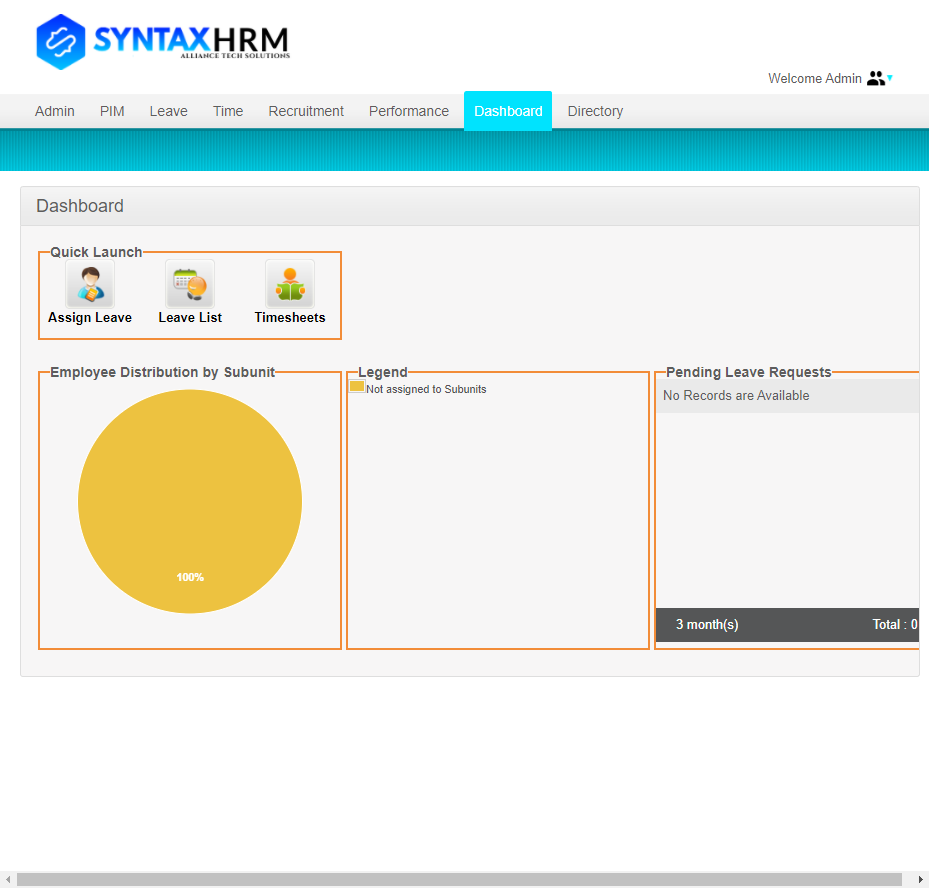 SYNTAXHRM
ALLIANCE TECH SOLUTIONS
Welcome Admin
Admin PIM Leave Time Recruitment Performance Dashboard Directory
Dashboard
Quick Launch
Assign Leave Leave List Timesheets
Employee Distribution by Subunit Legend Pending Leave Requests
Not assigned to Subunits
No Records are Available
100%
3 month(s) Total : 0